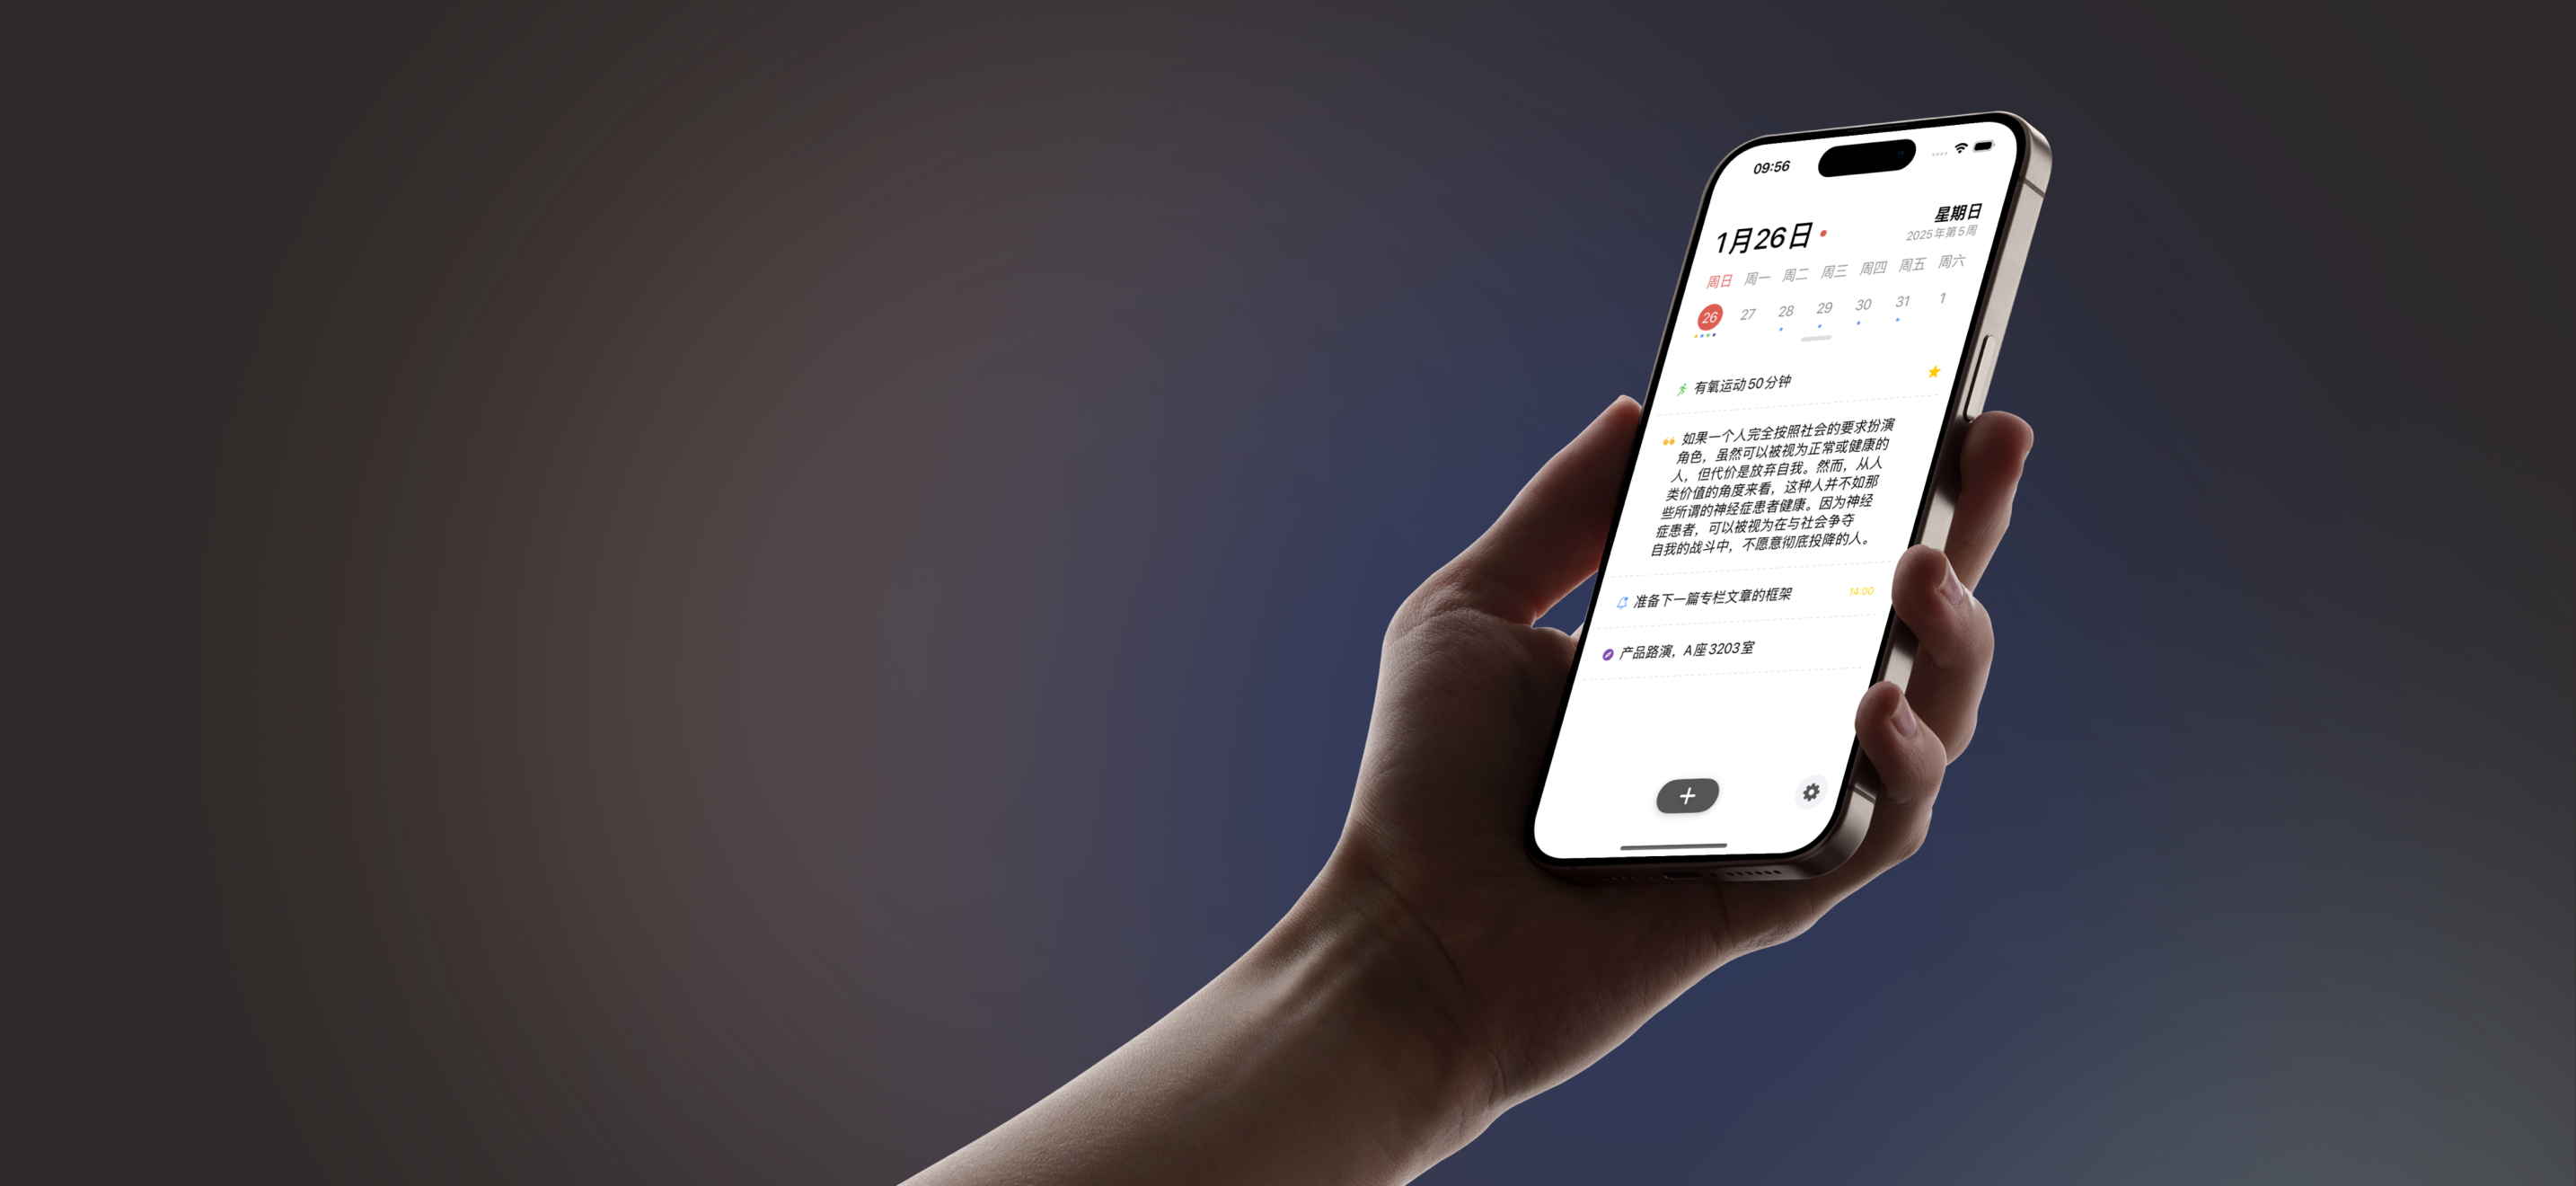 09:56
星期日
1月26日
2025年第5周
周日 周一 周二 周三 周四 周五 周六
26 27 28 29 30 31 1
有氧运动50分钟
如果一个人完全按照社会的要求扮演
角色，虽然可以被视为正常或健康的
人，但代价是放弃自我。然而，从人
类价值的角度来看，这种人并不如那
些所谓的神经症患者健康。因为神经
症患者，可以被视为在与社会争夺
自我的战斗中，不愿意彻底投降的人。
准备下一篇专栏文章的框架 14:00
产品路演，A座3203室